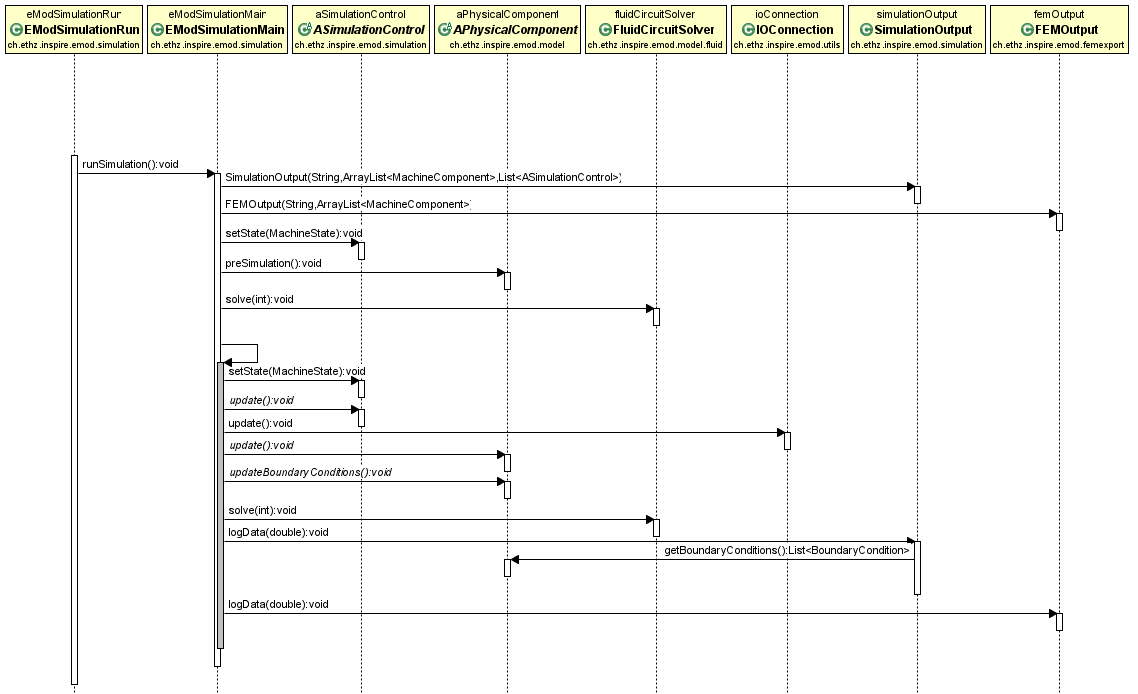 eModSimulationRun
EModSimulationRun
ch.ethz.inspire.emod.simulation
eModSimulationMain
EModSimulationMain
ch.ethz.inspire.emod.simulation
aSimulationControl
ASimulationControl
ch.ethz.inspire.emod.simulation
aPhysicalComponent
APhysicalComponent
ch.ethz.inspire.emod.model
fluidCircuitSolver
FluidCircuitSolver
ch.ethz.inspire.emod.model.fluid
ioConnection
IOConnection
ch.ethz.inspire.emod.utils
simulationOutput
SimulationOutput
ch.ethz.inspire.emod.simulation
femOutput
FEMOutput
ch.ethz.inspire.emod.femexport
runSimulation():void
SimulationOutput(String,ArrayList<MachineComponent>,List<ASimulationControl>)
FEMOutput(String,ArrayList<MachineComponent>)
setState(MachineState):void
preSimulation():void
solve(int):void
setState(MachineState):void
update():void
update():void
update():void
updateBoundaryConditions():void
solve(int):void
logData(double):void
getBoundaryConditions():List<BoundaryCondition>
logData(double):void